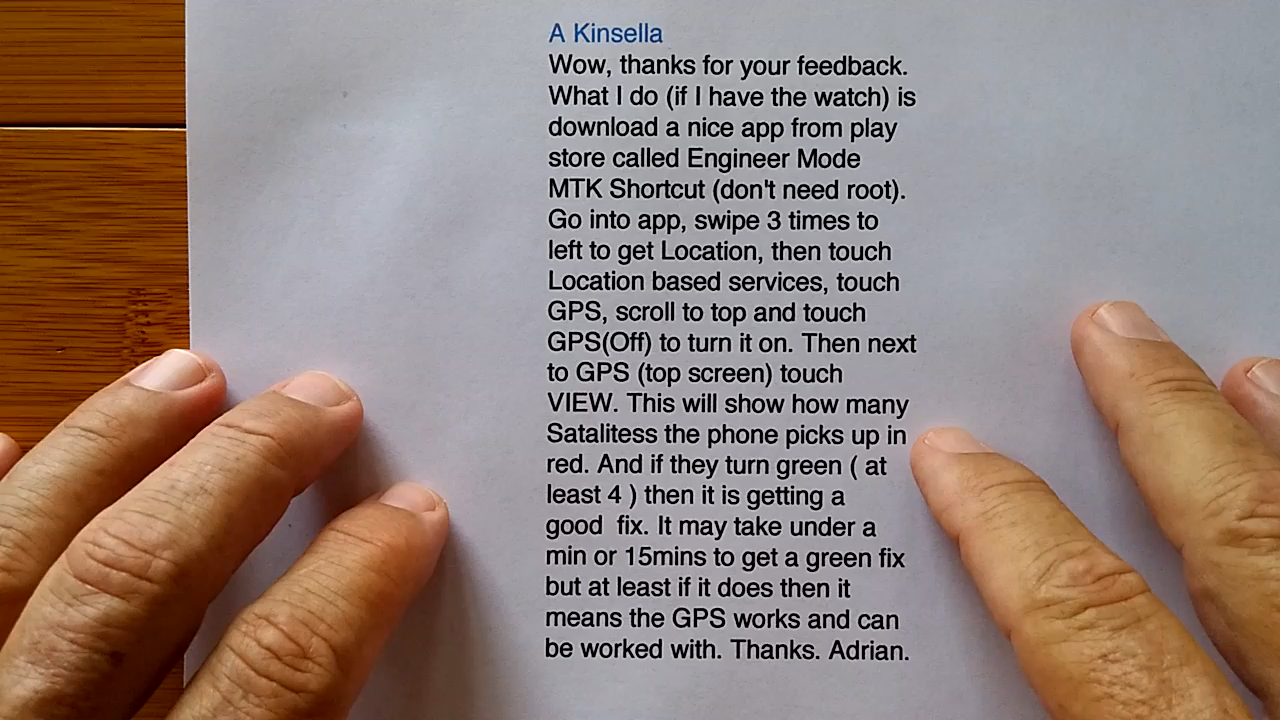 A Kinsella
Wow, thanks for your feedback.
What I do (if I have the watch) is
download a nice app from play
store called Engineer Mode
MTK Shortcut (don't need root).
Go into app, swipe 3 times to
left to get Location, then touch
Location based services, touch
GPS, scroll to top and touch
GPS(Off) to turn it on. Then next
to GPS (top screen) touch
VIEW. This will show how many
Satalitess the phone picks up in
red. And if they turn green ( at
least 4 ) then it is getting a
good  fix. It may take under a
min or 15mins to get a green fix
but at least if it does then it
means the GPS works and can
be worked with. Thanks. Adrian.